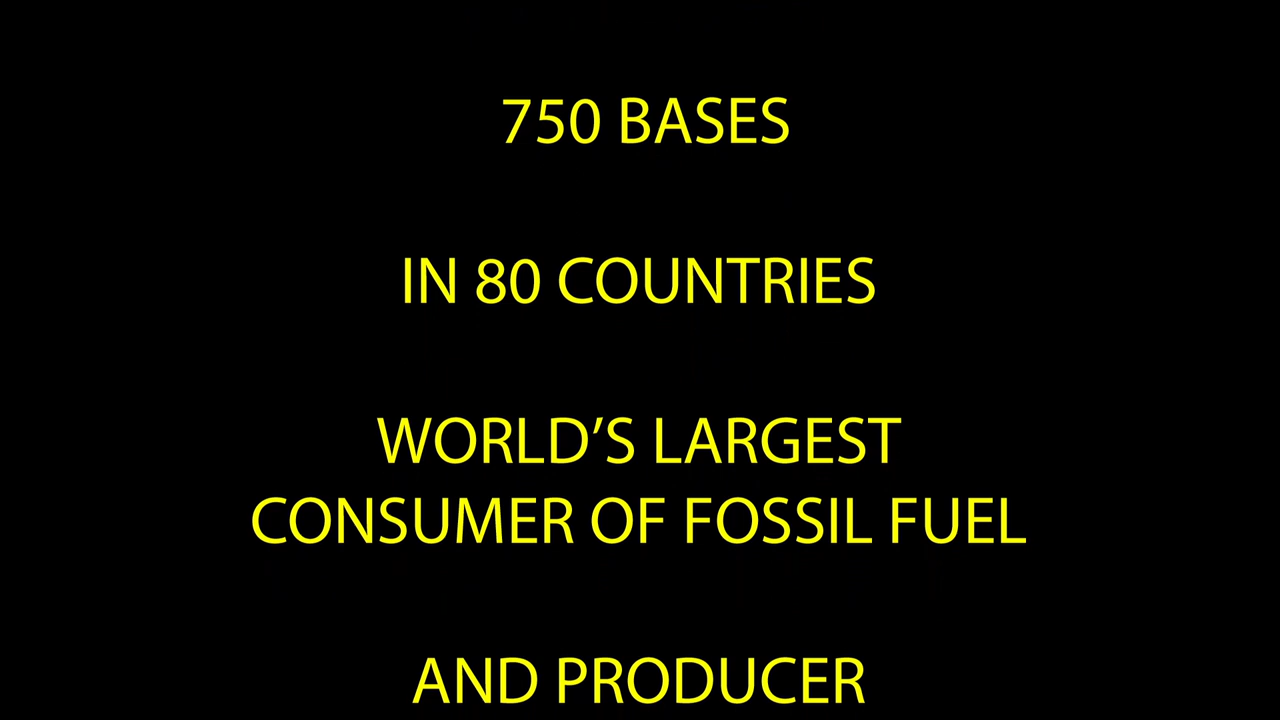 750 BASES
IN 80 COUNTRIES
WORLD’S LARGEST
CONSUMER OF FOSSIL FUEL
AND PRODUCER